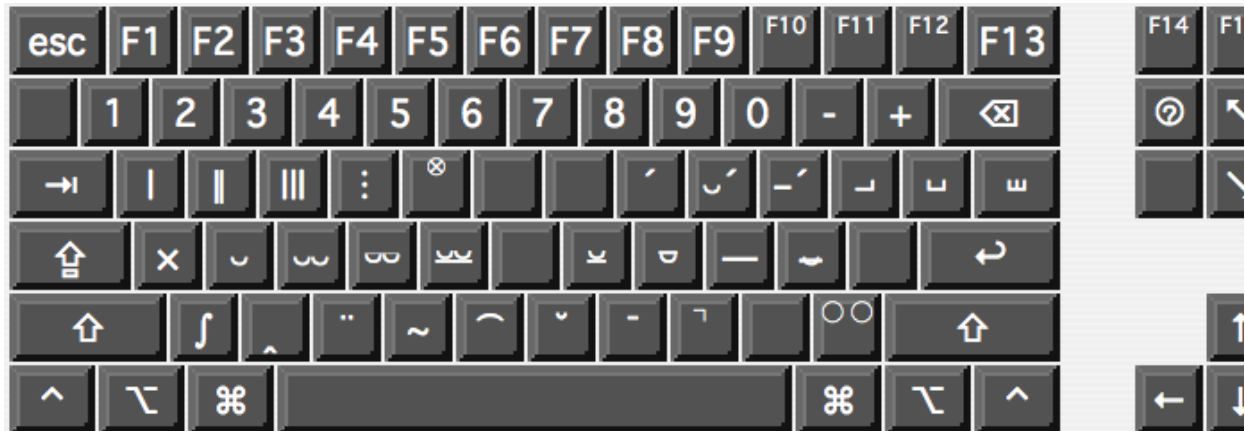 esc F1 F2 F3 F4 F5 F6 F7 F8 F9 F10 F11 F12 F13 F14
1 2 3 4 5 6 7 8 9 0 - + ⌫ ?⃝
⇥ | ‖ ||| ⋮ ⊗ ´ ⏑´ –´ ⨼ ⊔ ш
⇪ × ⏑ ⏑⏑ ⏔ ⏕ ⏒ ⏓ — ⏖ ↩
⇧ ∫ ‸ ¨ ~ ⁀ ˘ ¯ ¬ ○○ ⇧ ↑
^ ⌥ ⌘ ⌘ ⌥ ^ ← ↓